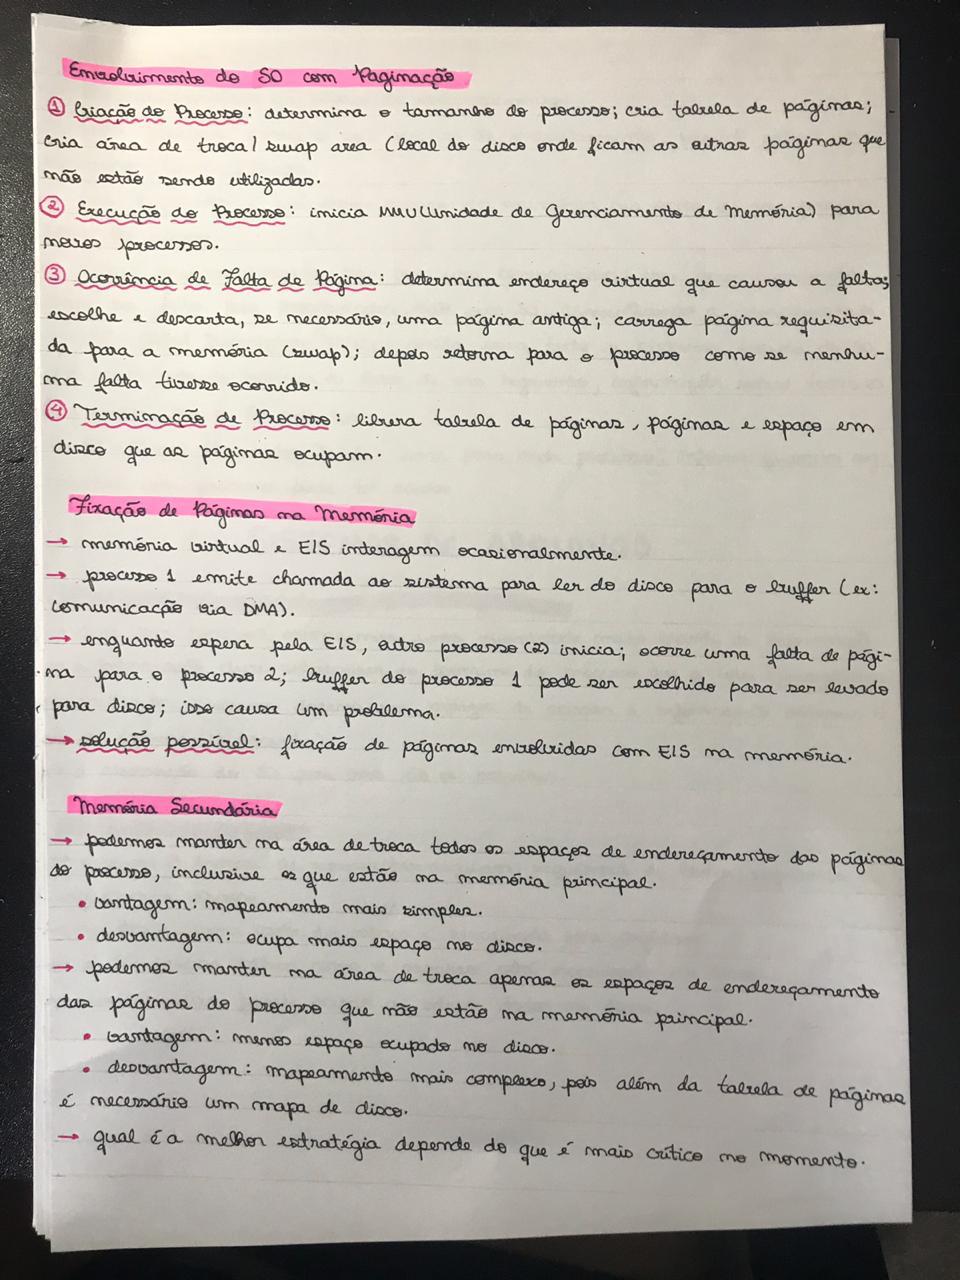 Envolvimento do SO com Paginação
① Criação do Processo: determina o tamanho do processo; cria tabela de páginas;
cria área de troca/swap area (local do disco onde ficam as outras páginas que
não estão sendo utilizadas.
② Execução do Processo: inicia MMU (Unidade de Gerenciamento de Memória) para
novos processos.
③ Ocorrência de Falta de Página: determina endereço virtual que causou a falta;
escolhe e descarta, se necessário, uma página antiga; carrega página requisita-
da para a memória (swap); depois retorna para o processo como se nenhu-
ma falta tivesse ocorrido.
④ Terminação de Processo: libera tabela de páginas, páginas e espaço em
disco que as páginas ocupam.
Fixação de Páginas na Memória
→ memória virtual e E/S interagem ocasionalmente.
→ processo 1 emite chamada ao sistema para ler do disco para o buffer (ex:
comunicação via DMA).
→ enquanto espera pela E/S, outro processo (2) inicia; ocorre uma falta de pági-
na para o processo 2; buffer do processo 1 pode ser escolhido para ser levado
para disco; isso causa um problema.
→ solução possível: fixação de páginas envolvidas com E/S na memória.
Memória Secundária
→ podemos manter na área de troca todos os espaços de endereçamento das páginas
do processo, inclusive os que estão na memória principal.
• vantagem: mapeamento mais simples.
• desvantagem: ocupa mais espaço no disco.
→ podemos manter na área de troca apenas os espaços de endereçamento
das páginas do processo que não estão na memória principal.
• vantagem: menos espaço ocupado no disco.
• desvantagem: mapeamento mais complexo, pois além da tabela de páginas
é necessário um mapa de disco.
→ qual é a melhor estratégia depende do que é mais crítico no momento.